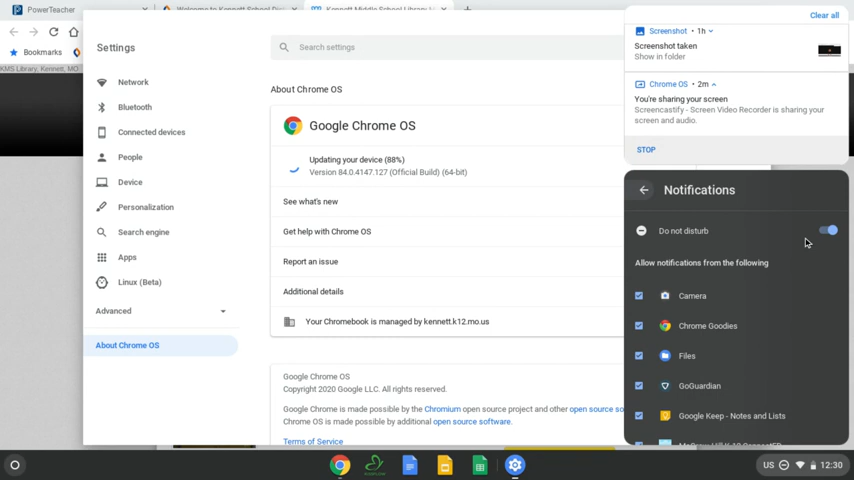 PowerTeacher
Welcome to Kennett School Di
Kennett Middle School Library
Bookmarks
KMS Library, Kennett, MO
Settings
Search settings
Network
Bluetooth
Connected devices
People
Device
Personalization
Search engine
Apps
Linux (Beta)
Advanced
About Chrome OS
About Chrome OS
Google Chrome OS
Updating your device (88%)
Version 84.0.4147.127 (Official Build) (64-bit)
See what's new
Get help with Chrome OS
Report an issue
Additional details
Your Chromebook is managed by kennett.k12.mo.us
Google Chrome OS
Copyright 2020 Google LLC. All rights reserved.
Google Chrome is made possible by the Chromium open source project and other open source so
Chrome OS is made possible by additional open source software.
Terms of Service
Clear all
Screenshot • 1h
Screenshot taken
Show in folder
Chrome OS • 2m
You're sharing your screen
Screencastify - Screen Video Recorder is sharing your
screen and audio.
STOP
Notifications
Do not disturb
Allow notifications from the following
Camera
Chrome Goodies
Files
GoGuardian
Google Keep - Notes and Lists
US 12:30